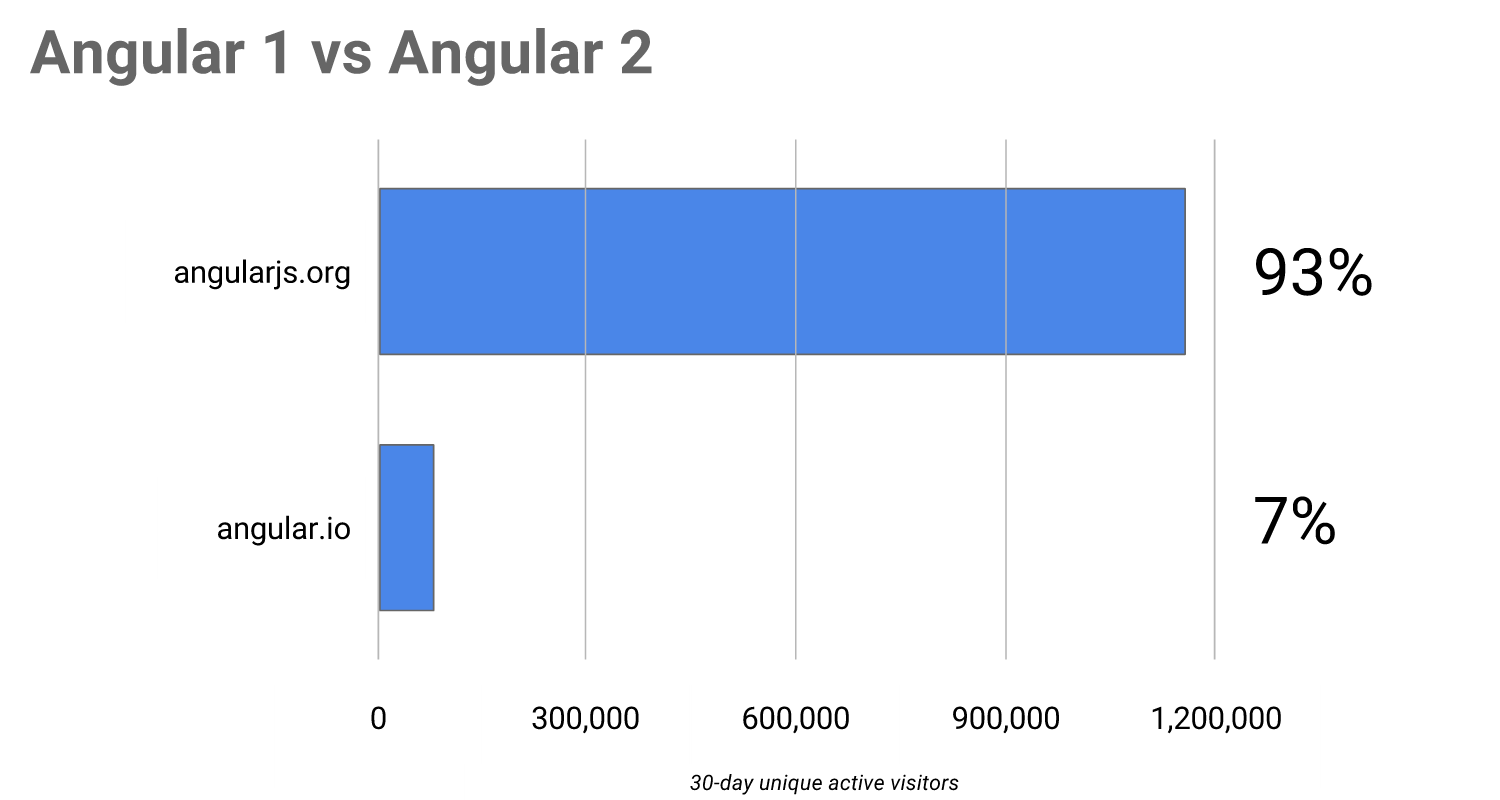 Angular 1 vs Angular 2
angularjs.org
93%
angular.io
7%
0 300,000 600,000 900,000 1,200,000
30-day unique active visitors